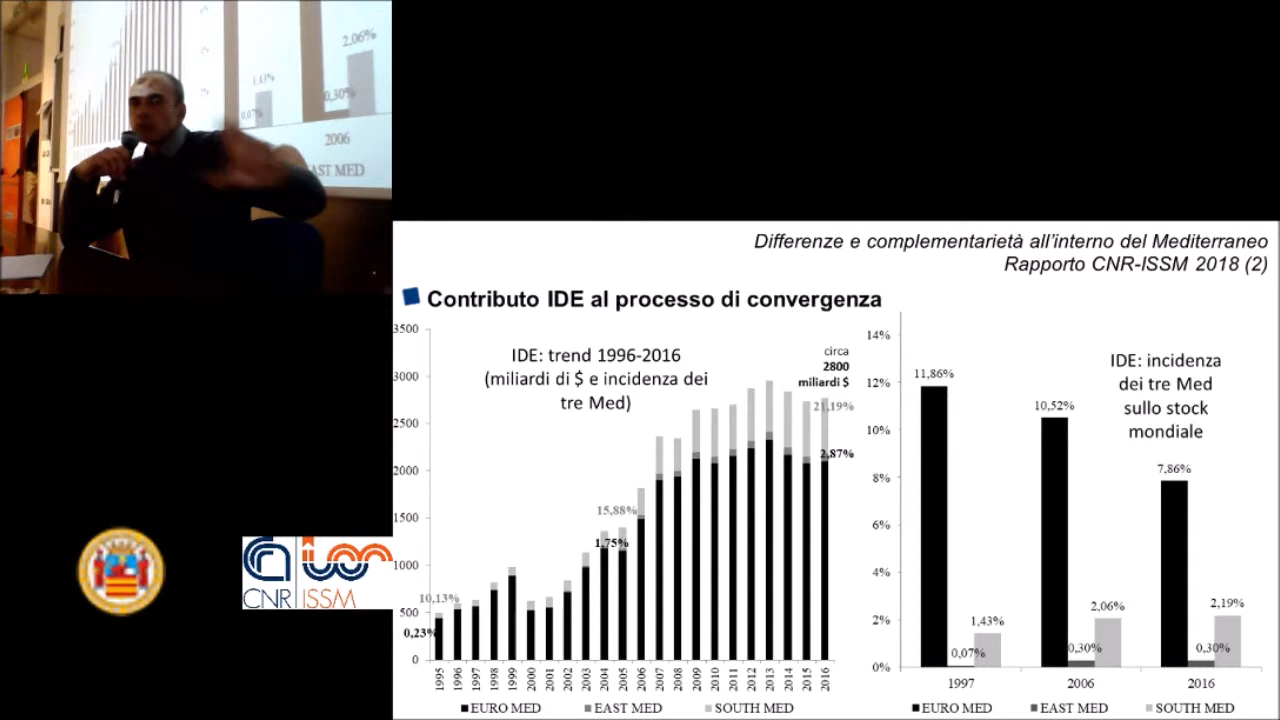 2,06%
1,43%
0,30%
0,07%
2006
AST MED
Differenze e complementarietà all'interno del Mediterraneo
Rapporto CNR-ISSM 2018 (2)
Contributo IDE al processo di convergenza
IDE: trend 1996-2016
(miliardi di $ e incidenza dei
tre Med)
circa
2800
miliardi $
3500
3000
2500
2000
1500
1000
500
0
21,19%
2,87%
15,88%
1,75%
10,13%
0,23%
1995 1996 1997 1998 1999 2000 2001 2002 2003 2004 2005 2006 2007 2008 2009 2010 2011 2012 2013 2014 2015 2016
EURO MED EAST MED SOUTH MED
IDE: incidenza
dei tre Med
sullo stock
mondiale
14%
12%
10%
8%
6%
4%
2%
0%
11,86%
0,07%
1,43%
10,52%
0,30%
2,06%
7,86%
0,30%
2,19%
1997 2006 2016
EURO MED EAST MED SOUTH MED
CNR ISSM